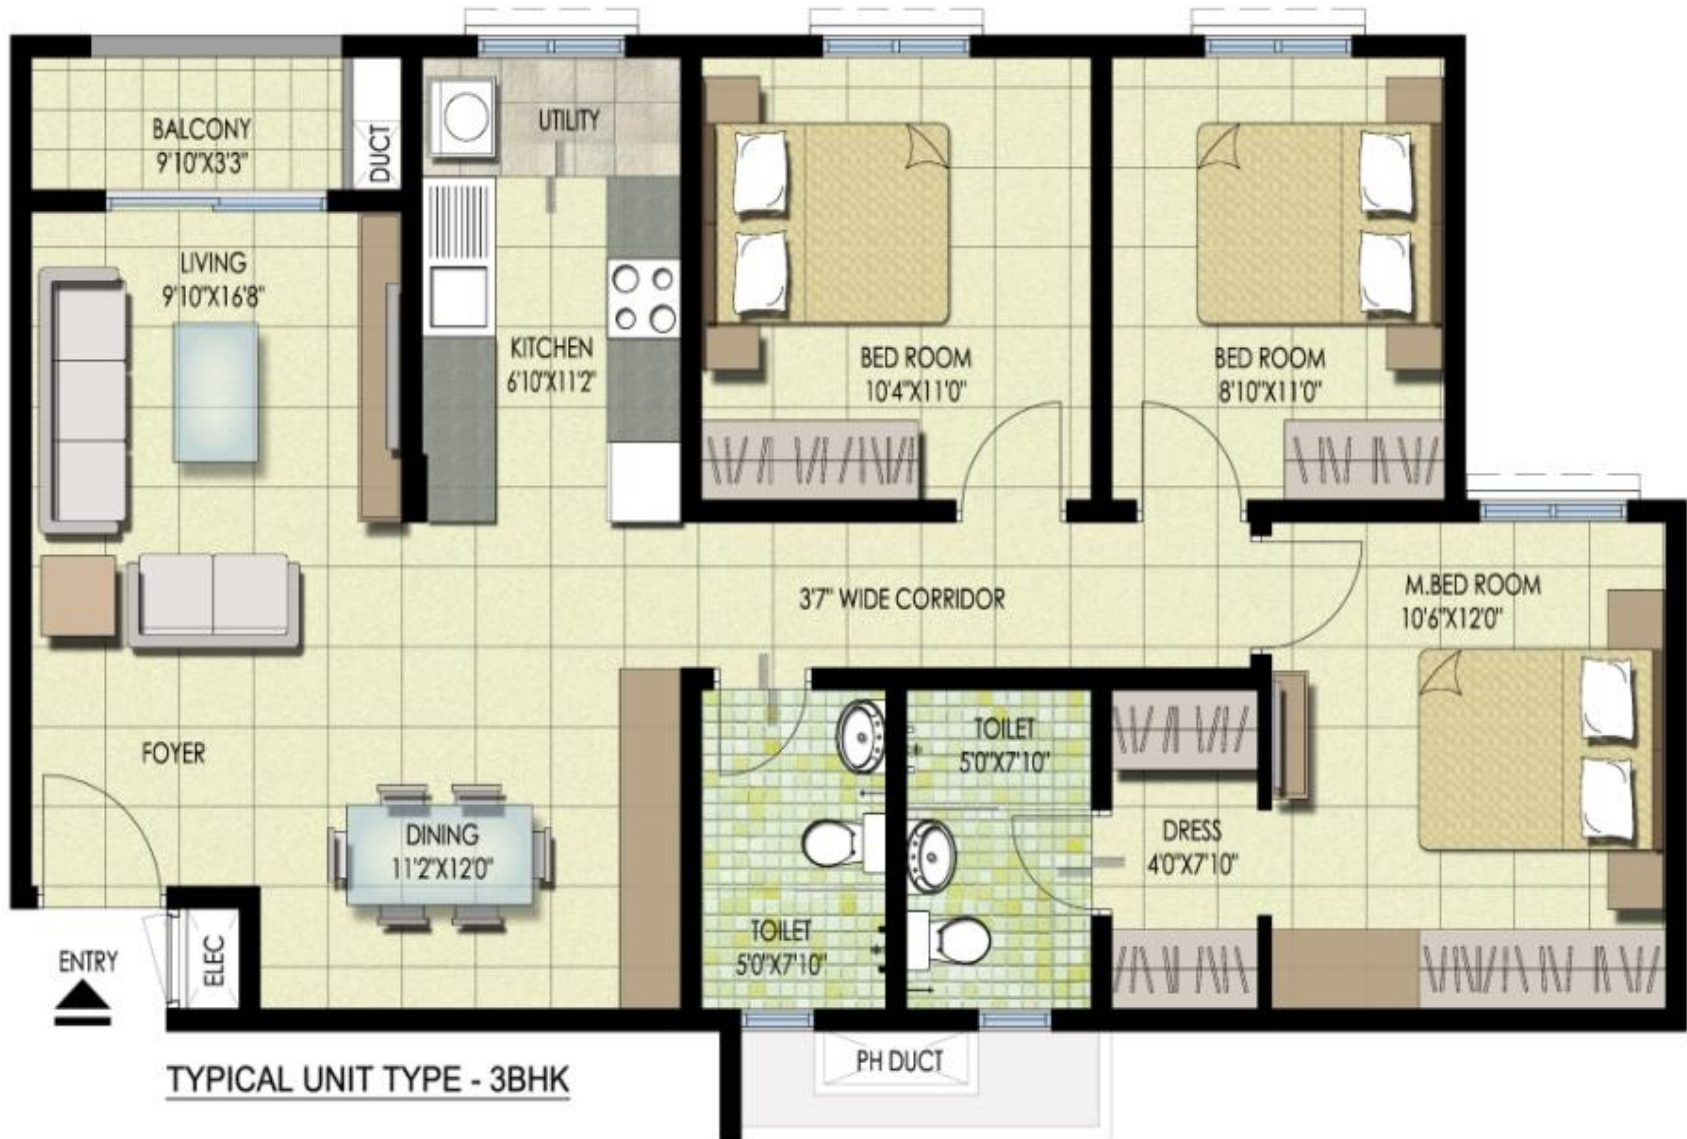 BALCONY
9'10"X3'3"
DUCT
UTILITY
LIVING
9'10"X16'8"
KITCHEN
6'10"X11'2"
BED ROOM
10'4"X11'0"
BED ROOM
8'10"X11'0"
3'7" WIDE CORRIDOR
M.BED ROOM
10'6"X12'0"
FOYER
TOILET
5'0"X7'10"
DINING
11'2"X12'0"
DRESS
4'0"X7'10"
TOILET
5'0"X7'10"
ENTRY
ELEC
PH DUCT
TYPICAL UNIT TYPE - 3BHK